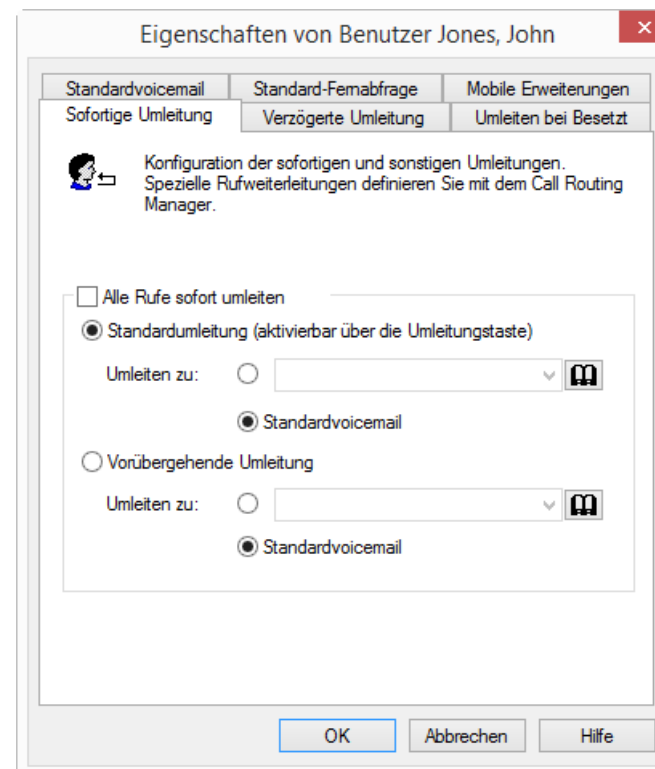 Eigenschaften von Benutzer Jones, John
Standardvoicemail Standard-Fernabfrage Mobile Erweiterungen
Sofortige Umleitung Verzögerte Umleitung Umleiten bei Besetzt
Konfiguration der sofortigen und sonstigen Umleitungen.
Spezielle Rufweiterleitungen definieren Sie mit dem Call Routing
Manager.
Alle Rufe sofort umleiten
Standardumleitung (aktivierbar über die Umleitungstaste)
Umleiten zu:
Standardvoicemail
Vorübergehende Umleitung
Umleiten zu:
Standardvoicemail
OK Abbrechen Hilfe